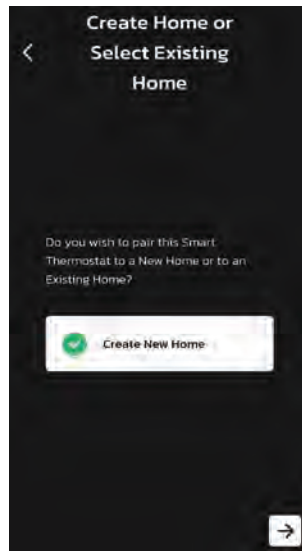 Create Home or
Select Existing
Home
Do you wish to pair this Smart
Thermostat to a New Home or to an
Existing Home?
Create New Home